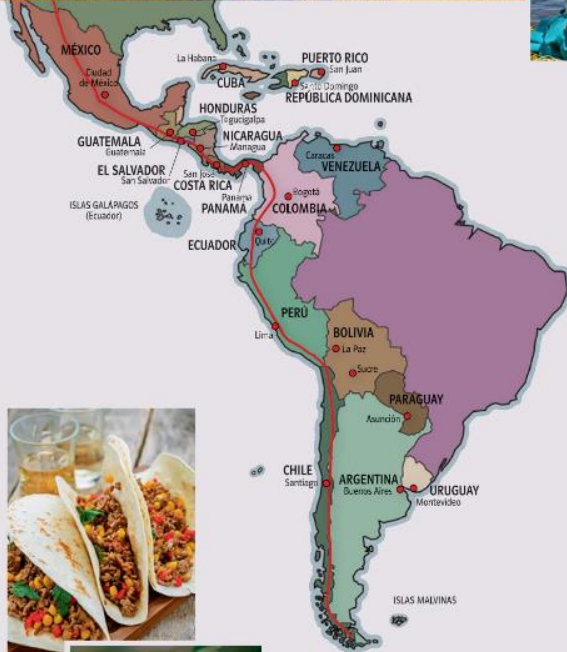 MÉXICO
Ciudad
de México
La Habana
CUBA
PUERTO RICO
San Juan
Santo Domingo
REPÚBLICA DOMINICANA
HONDURAS
Tegucigalpa
GUATEMALA
Guatemala
NICARAGUA
Managua
EL SALVADOR
San Salvador
San José
COSTA RICA
Panamá
PANAMÁ
Caracas
VENEZUELA
Bogotá
COLOMBIA
ISLAS GALÁPAGOS
(Ecuador)
ECUADOR
Quito
PERÚ
Lima
BOLIVIA
La Paz
Sucre
PARAGUAY
Asunción
CHILE
Santiago
ARGENTINA
Buenos Aires
URUGUAY
Montevideo
ISLAS MALVINAS